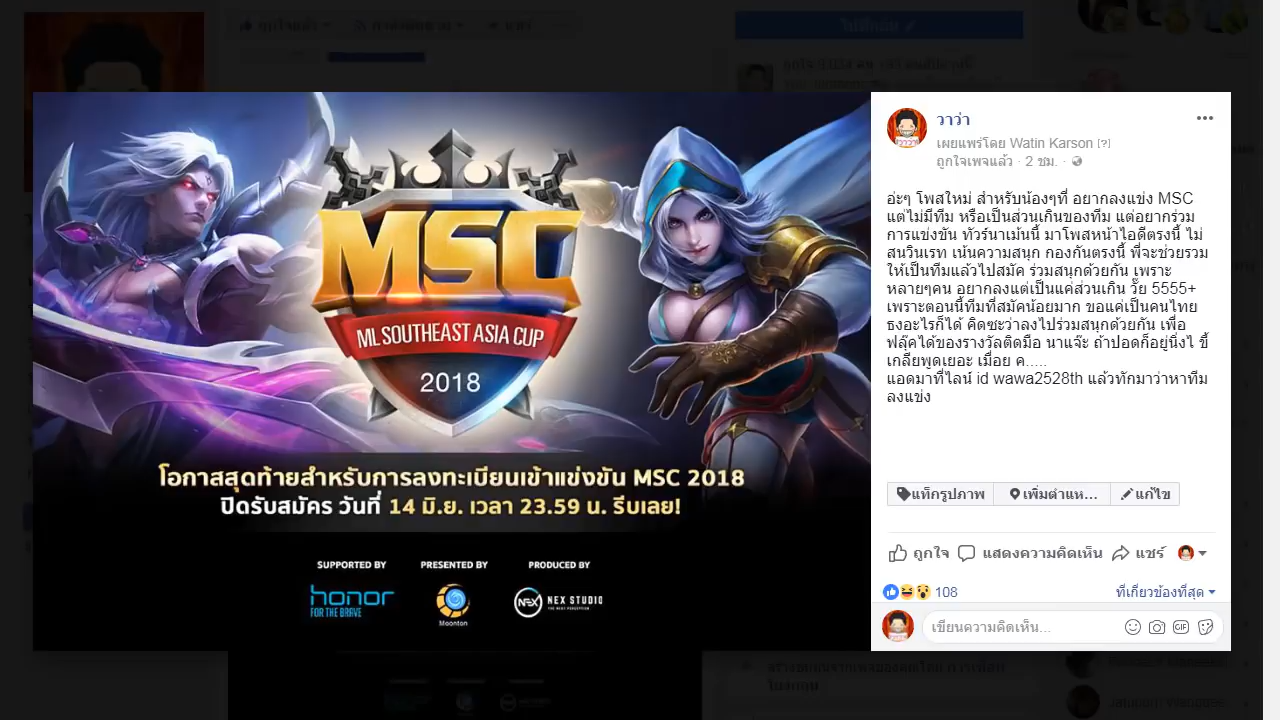 MSC
ML SOUTHEAST ASIA CUP
2018
โอกาสสุดท้ายสำหรับการลงทะเบียนเข้าแข่งขัน MSC 2018
ปิดรับสมัคร วันที่ 14 มิ.ย. เวลา 23.59 น. รีบเลย!
SUPPORTED BY
honor
FOR THE BRAVE
PRESENTED BY
Moonton
PRODUCED BY
NEX
NEX STUDIO
THE NEXT PERCEPTION
วาว่า
เผยแพร่โดย Watin Karson [?]
ถูกใจเพจแล้ว · 2 ชม. ·
อ่ะๆ โพสใหม่ สำหรับน้องๆที่ อยากลงแข่ง MSC
แต่ไม่มีทีม หรือเป็นส่วนเกินของทีม แต่อยากร่วม
การแข่งขัน ทัวร์นาเม้นนี้ มาโพสหน้าไอดีตรงนี้ ไม่
สนวินเรท เน้นความสนุก กองกันตรงนี้ พี่จะช่วยรวม
ให้เป็นทีมแล้วไปสมัค ร่วมสนุกด้วยกัน เพราะ
หลายๆคน อยากลงแต่เป็นแค่ส่วนเกิน วั้ย 5555+
เพราะตอนนี้ทีมที่สมัคน้อยมาก ขอแค่เป็นคนไทย
ธงอะไรก็ได้ คิดซะว่าลงไปร่วมสนุกด้วยกัน เผื่อ
ฟลุ๊คได้ของรางวัลติดมือ นาแจ๊ะ ถ้าปอดก็อยู่นิ่งไ ขี้
เกลียพูดเยอะ เมื่อย ค.....
แอดมาที่ไลน์ id wawa2528th แล้วทักมาว่าหาทีม
ลงแข่ง
แท็กรูปภาพ
เพิ่มตำแห...
แก้ไข
ถูกใจ
แสดงความคิดเห็น
แชร์
108
ที่เกี่ยวข้องที่สุด
เขียนความคิดเห็น...
GIF